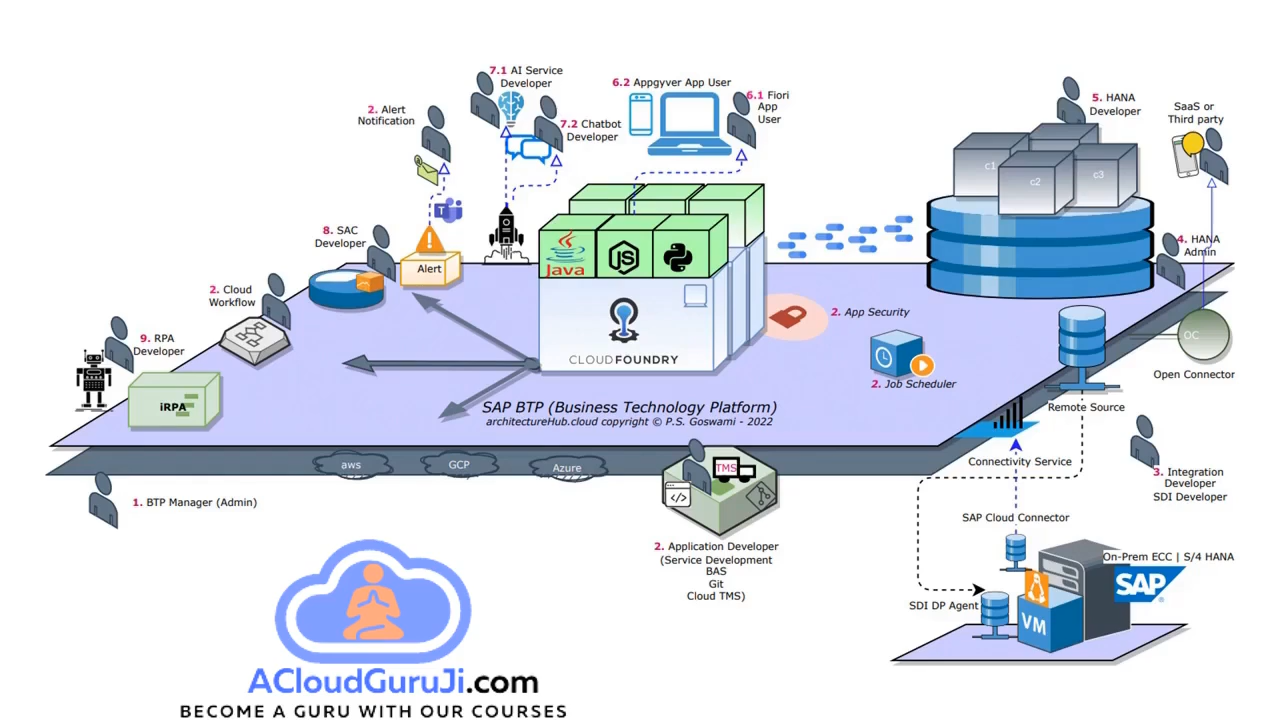 7.1 AI Service
Developer
6.2 Appgyver App User
6.1 Fiori
App
User
5. HANA
Developer
SaaS or
Third party
2. Alert
Notification
7.2 Chatbot
Developer
c1
c2
c3
T
8. SAC
Developer
Alert
Java
JS
4. HANA
Admin
2. Cloud
Workflow
2. App Security
CLOUDFOUNDRY
OC
9. RPA
Developer
Open Connector
2. Job Scheduler
iRPA
SAP BTP (Business Technology Platform)
architectureHub.cloud copyright © P.S. Goswami - 2022
Remote Source
aws
GCP
Azure
TMS
Connectivity Service
3. Integration
Developer
SDI Developer
1. BTP Manager (Admin)
SAP Cloud Connector
2. Application Developer
(Service Development
BAS
Git
Cloud TMS)
On-Prem ECC | S/4 HANA
SAP
SDI DP Agent
VM
ACloudGuruJi.com
BECOME A GURU WITH OUR COURSES